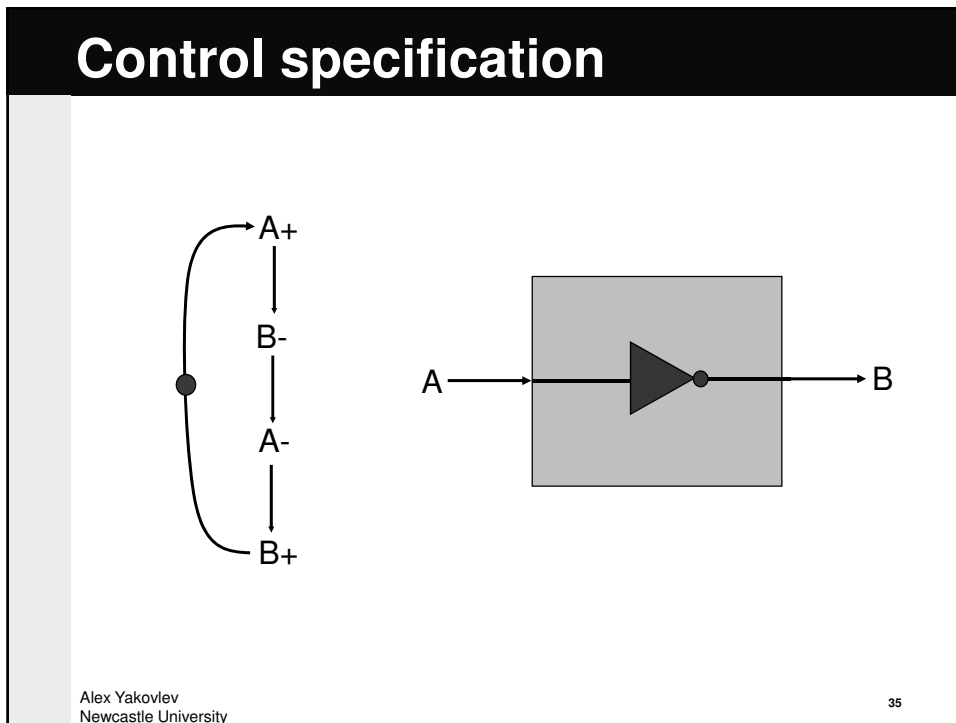 Control specification
A+
B-
A-
B+
A
B
Alex Yakovlev
Newcastle University
35